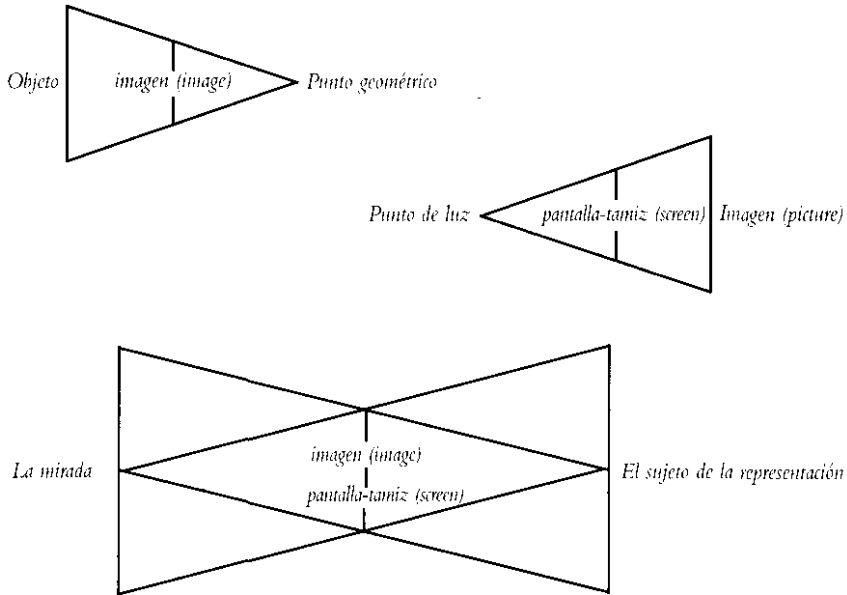 Objeto
imagen (image)
Punto geométrico
Punto de luz
pantalla-tamiz (screen)
Imagen (picture)
La mirada
imagen (image)
pantalla-tamiz (screen)
El sujeto de la representación